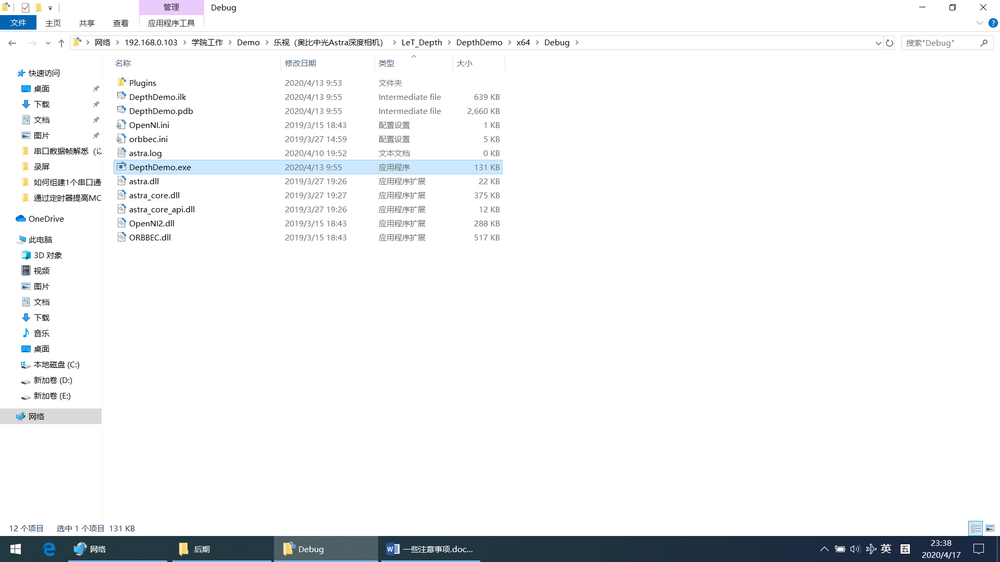 管理
Debug
文件
主页
共享
查看
应用程序工具
网络
192.168.0.103
学院工作
Demo
乐视（奥比中光Astra深度相机）
LeT_Depth
DepthDemo
x64
Debug
搜索"Debug"
名称 修改日期 类型 大小
Plugins 2020/4/13 9:53 文件夹
DepthDemo.ilk 2020/4/13 9:55 Intermediate file 639 KB
DepthDemo.pdb 2020/4/13 9:55 Intermediate file 2,660 KB
OpenNI.ini 2019/3/15 18:43 配置设置 1 KB
orbbec.ini 2019/3/27 14:59 配置设置 5 KB
astra.log 2020/4/10 19:52 文本文档 0 KB
DepthDemo.exe 2020/4/13 9:55 应用程序 131 KB
astra.dll 2019/3/27 19:26 应用程序扩展 22 KB
astra_core.dll 2019/3/27 19:27 应用程序扩展 375 KB
astra_core_api.dll 2019/3/27 19:26 应用程序扩展 12 KB
OpenNI2.dll 2019/3/15 18:43 应用程序扩展 288 KB
ORBBEC.dll 2019/3/15 18:43 应用程序扩展 517 KB
快速访问
桌面
下载
文档
图片
串口数据帧解悉（以
录屏
如何组建1个串口通
通过定时器提高MC
OneDrive
此电脑
3D 对象
视频
图片
文档
下载
音乐
桌面
本地磁盘 (C:)
新加卷 (D:)
新加卷 (E:)
网络
12 个项目 选中 1 个项目 131 KB
网络
后期
Debug
一些注意事项.doc...
英
五
23:38
2020/4/17